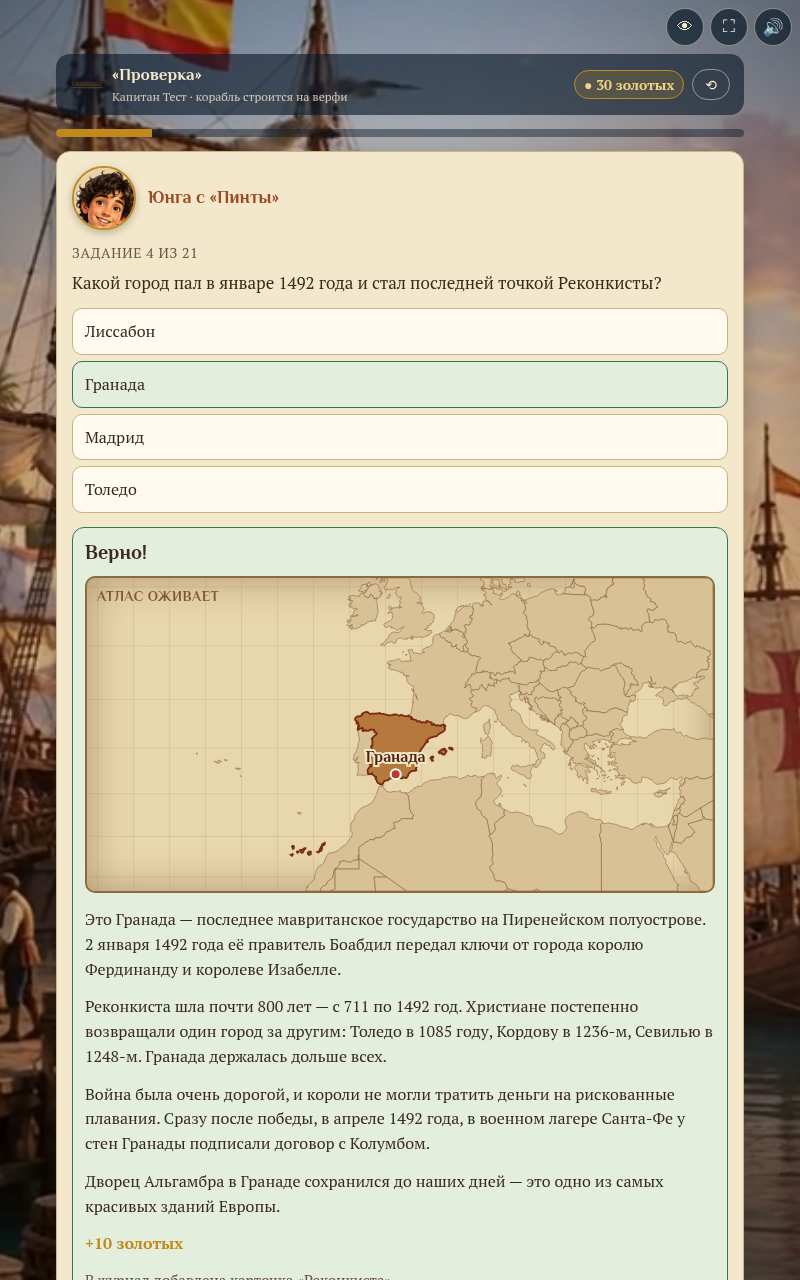 «Проверка»
Капитан Тест · корабль строится на верфи
● 30 золотых
Юнга с «Пинты»
ЗАДАНИЕ 4 ИЗ 21
Какой город пал в январе 1492 года и стал последней точкой Реконкисты?
Лиссабон
Гранада
Мадрид
Толедо
Верно!
АТЛАС ОЖИВАЕТ
Гранада
Это Гранада — последнее мавританское государство на Пиренейском полуострове.
2 января 1492 года её правитель Боабдил передал ключи от города королю
Фердинанду и королеве Изабелле.
Реконкиста шла почти 800 лет — с 711 по 1492 год. Христиане постепенно
возвращали один город за другим: Толедо в 1085 году, Кордову в 1236-м, Севилью в
1248-м. Гранада держалась дольше всех.
Война была очень дорогой, и короли не могли тратить деньги на рискованные
плавания. Сразу после победы, в апреле 1492 года, в военном лагере Санта-Фе у
стен Гранады подписали договор с Колумбом.
Дворец Альгамбра в Гранаде сохранился до наших дней — это одно из самых
красивых зданий Европы.
+10 золотых
В журнал добавлена карточка «Реконкиста»